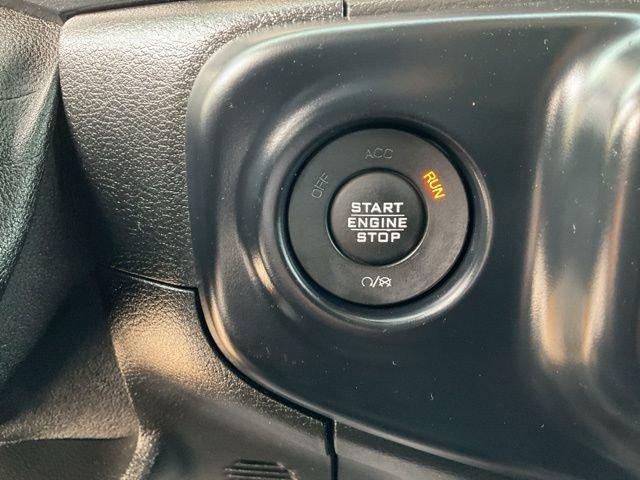 ACC
OFF
RUN
START
ENGINE
STOP